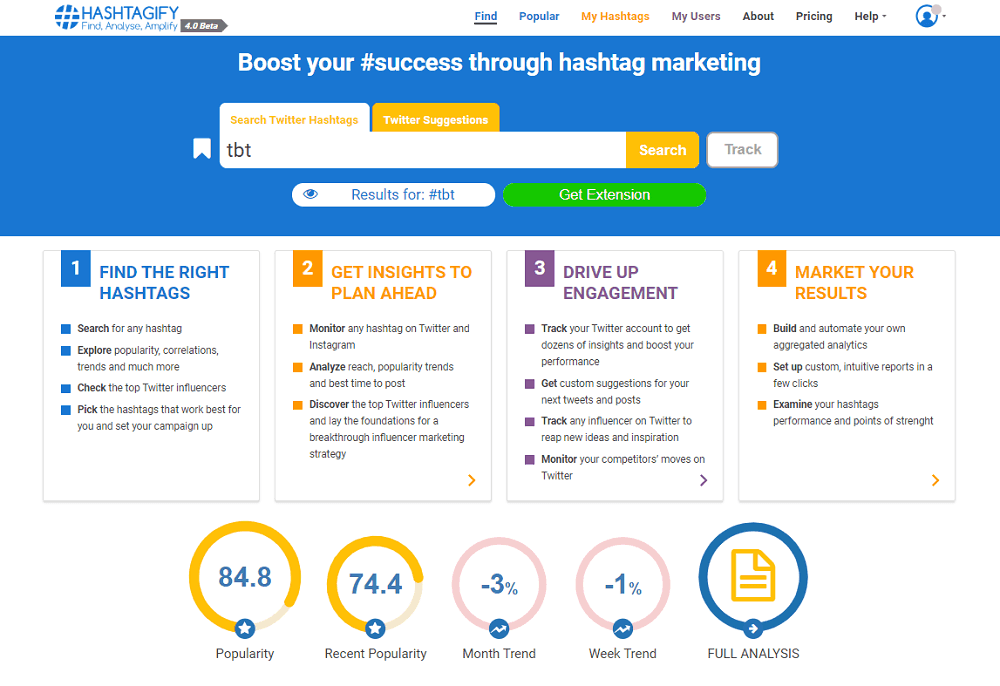 HASHTAGIFY
Find, Analyse, Amplify 4.0 Beta
Find Popular My Hashtags My Users About Pricing Help
Boost your #success through hashtag marketing
Search Twitter Hashtags Twitter Suggestions
tbt Search Track
Results for: #tbt Get Extension
1 FIND THE RIGHT
HASHTAGS
Search for any hashtag
Explore popularity, correlations,
trends and much more
Check the top Twitter influencers
Pick the hashtags that work best for
you and set your campaign up
2 GET INSIGHTS TO
PLAN AHEAD
Monitor any hashtag on Twitter and
Instagram
Analyze reach, popularity trends
and best time to post
Discover the top Twitter influencers
and lay the foundations for a
breakthrough influencer marketing
strategy
3 DRIVE UP
ENGAGEMENT
Track your Twitter account to get
dozens of insights and boost your
performance
Get custom suggestions for your
next tweets and posts
Track any influencer on Twitter to
reap new ideas and inspiration
Monitor your competitors' moves on
Twitter
4 MARKET YOUR
RESULTS
Build and automate your own
aggregated analytics
Set up custom, intuitive reports in a
few clicks
Examine your hashtags
performance and points of strenght
84.8 74.4 -3% -1%
Popularity Recent Popularity Month Trend Week Trend FULL ANALYSIS